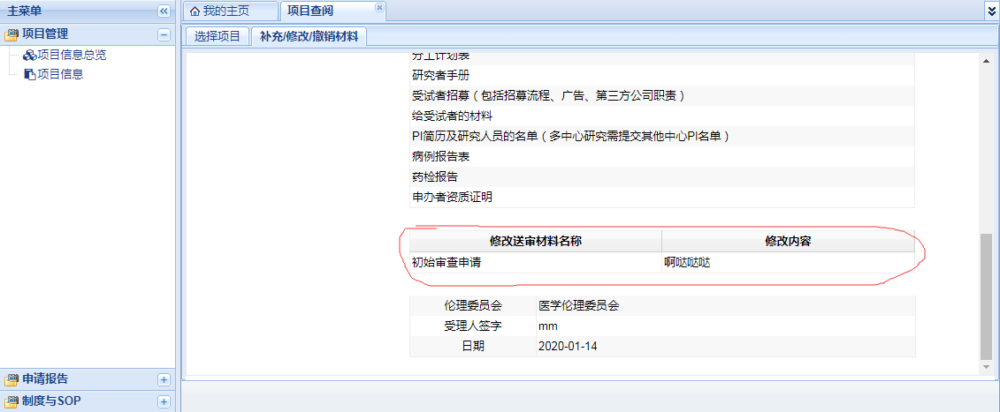 主菜单
我的主页
项目查阅
项目管理
选择项目
补充/修改/撤销材料
项目信息总览
项目信息
分工计划表
研究者手册
受试者招募（包括招募流程、广告、第三方公司职责）
给受试者的材料
PI简历及研究人员的名单（多中心研究需提交其他中心PI名单）
病例报告表
药检报告
申办者资质证明
修改送审材料名称 修改内容
初始审查申请 啊哒哒哒
伦理委员会 医学伦理委员会
受理人签字 mm
日期 2020-01-14
申请报告
制度与SOP